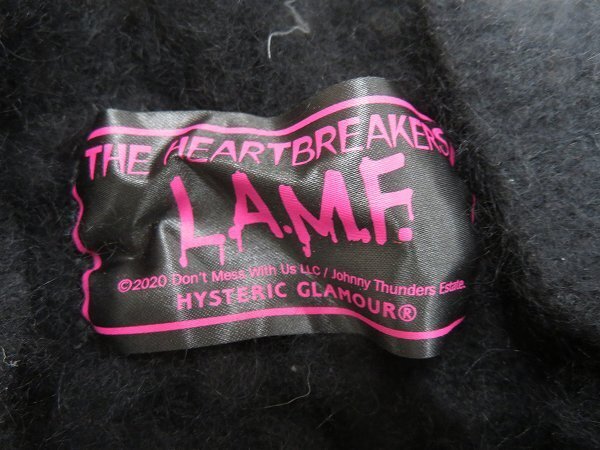 THE HEARTBREAKERS
L.A.M.F.
©2020 Don't Mess With Us LLC / Johnny Thunders Estate.
HYSTERIC GLAMOUR®